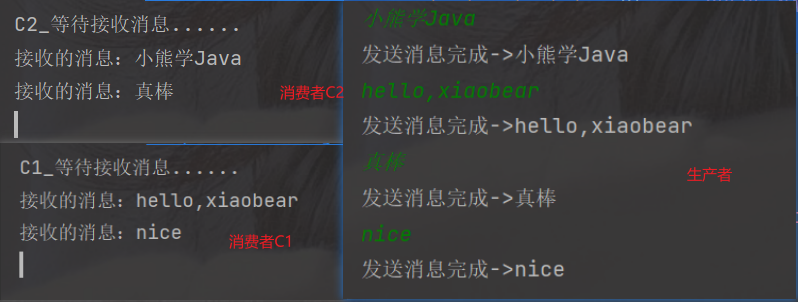 C2_等待接收消息......
接收的消息：小熊学Java
接收的消息：真棒
消费者C2
C1_等待接收消息......
接收的消息：hello,xiaobear
接收的消息：nice
消费者C1
小熊学Java
发送消息完成->小熊学Java
hello,xiaobear
发送消息完成->hello,xiaobear
真棒
发送消息完成->真棒
nice
发送消息完成->nice
生产者